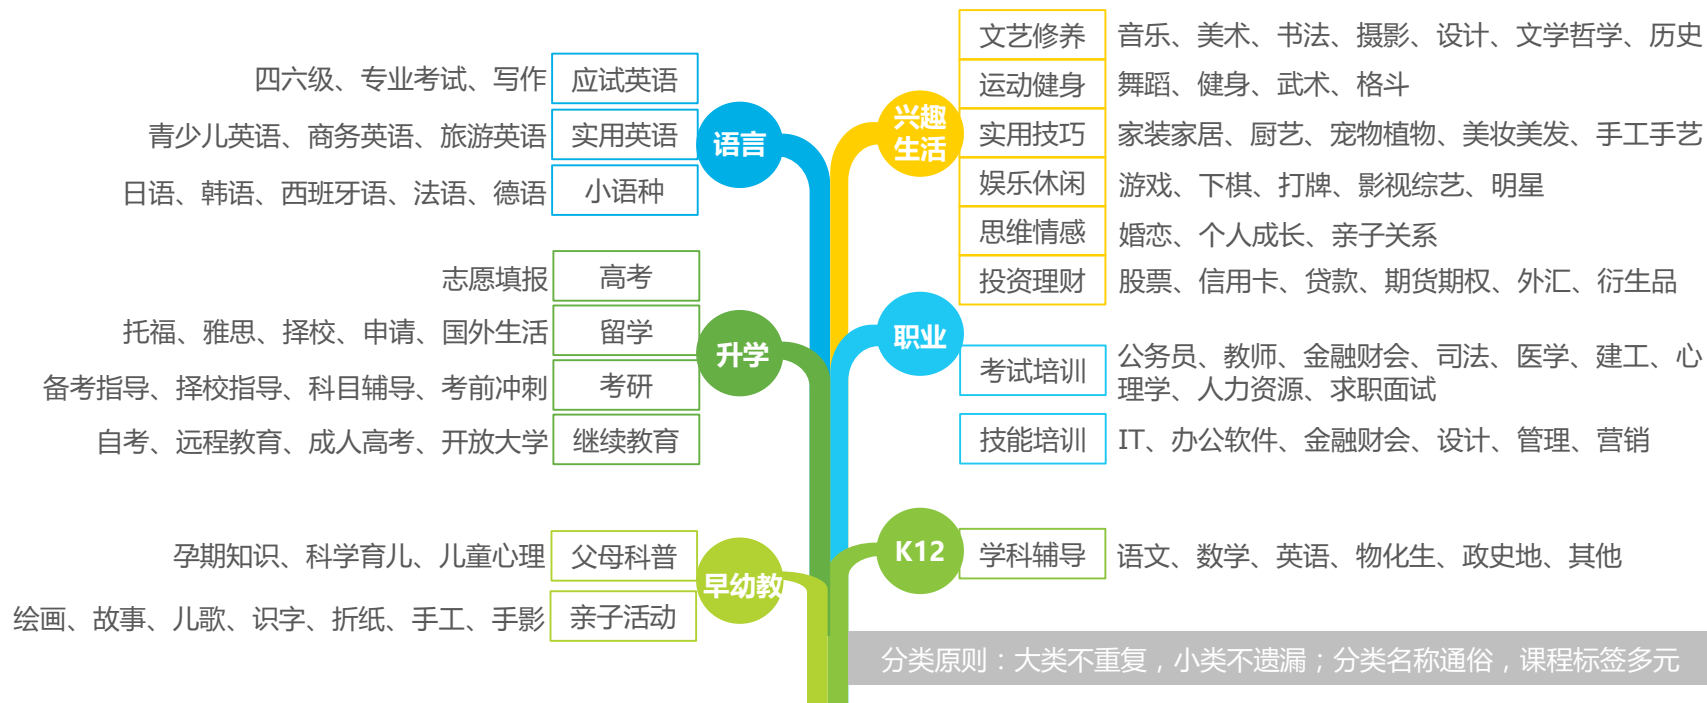 语言
四六级、专业考试、写作
应试英语
青少儿英语、商务英语、旅游英语
实用英语
日语、韩语、西班牙语、法语、德语
小语种
升学
志愿填报
高考
托福、雅思、择校、申请、国外生活
留学
备考指导、择校指导、科目辅导、考前冲刺
考研
自考、远程教育、成人高考、开放大学
继续教育
早幼教
孕期知识、科学育儿、儿童心理
父母科普
绘画、故事、儿歌、识字、折纸、手工、手影
亲子活动
兴趣
生活
文艺修养
音乐、美术、书法、摄影、设计、文学哲学、历史
运动健身
舞蹈、健身、武术、格斗
实用技巧
家装家居、厨艺、宠物植物、美妆美发、手工手艺
娱乐休闲
游戏、下棋、打牌、影视综艺、明星
思维情感
婚恋、个人成长、亲子关系
投资理财
股票、信用卡、贷款、期货期权、外汇、衍生品
职业
考试培训
公务员、教师、金融财会、司法、医学、建工、心
理学、人力资源、求职面试
技能培训
IT、办公软件、金融财会、设计、管理、营销
K12
学科辅导
语文、数学、英语、物化生、政史地、其他
分类原则：大类不重复，小类不遗漏；分类名称通俗，课程标签多元